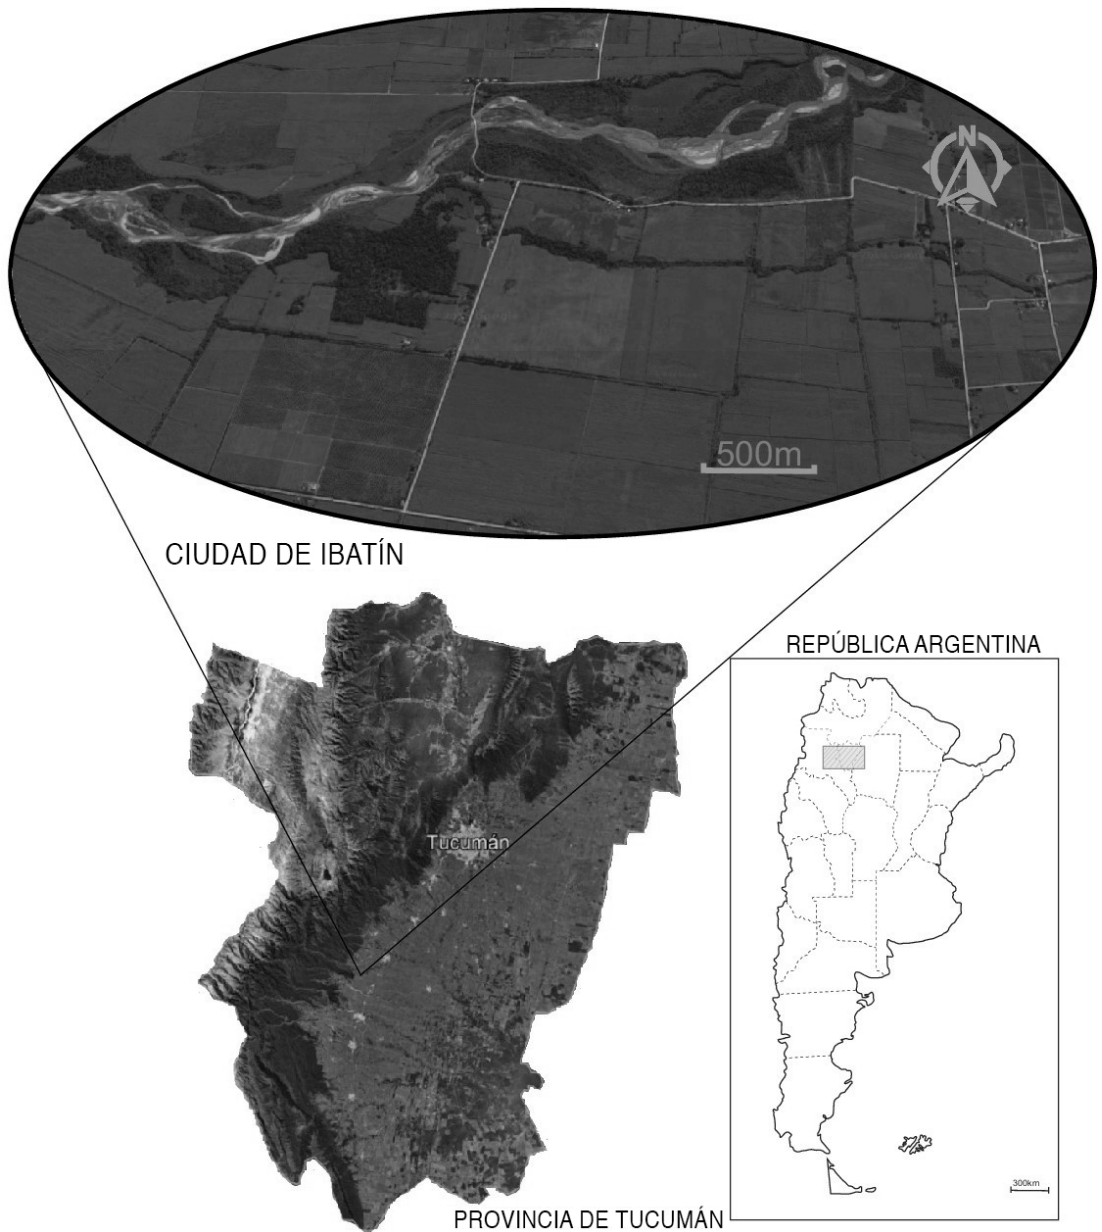 N
500m
CIUDAD DE IBATÍN
REPÚBLICA ARGENTINA
Tucumán
300km
PROVINCIA DE TUCUMÁN